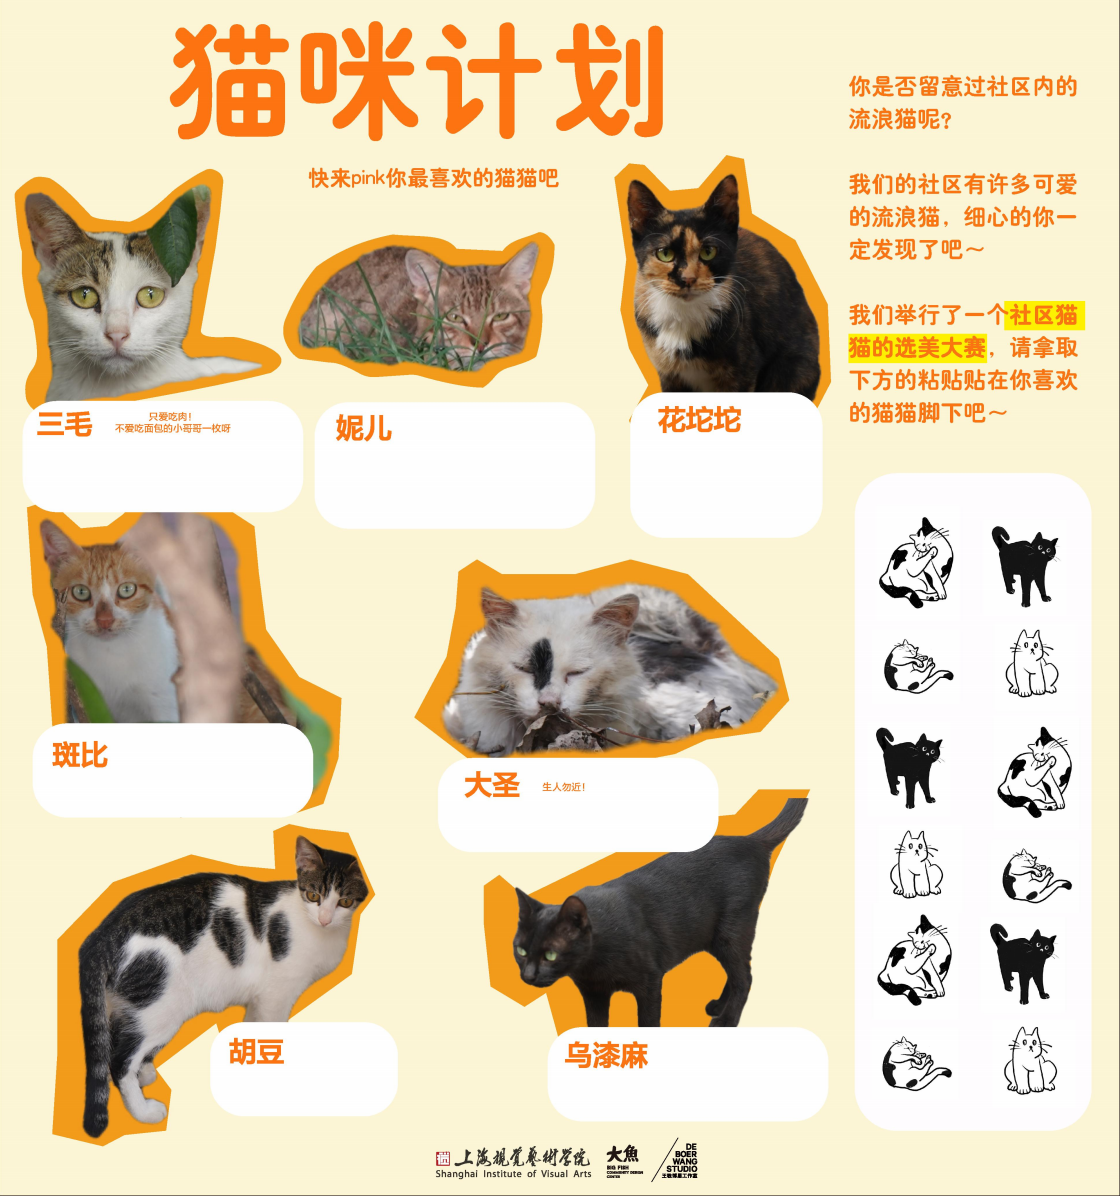 猫咪计划
快来pink你最喜欢的猫猫吧
你是否留意过社区内的
流浪猫呢？
我们的社区有许多可爱
的流浪猫，细心的你一
定发现了吧～
我们举行了一个社区猫
猫的选美大赛，请拿取
下方的粘贴贴在你喜欢
的猫猫脚下吧～
三毛
只爱吃肉！
不爱吃面包的小哥哥一枚呀
妮儿
花坨坨
斑比
大圣
生人勿近！
胡豆
乌漆麻
上海视觉艺术学院
Shanghai Institute of Visual Arts
大魚
BIG FISH
COMMUNITY DESIGN
CENTER
DE
BOER
WANG
STUDIO